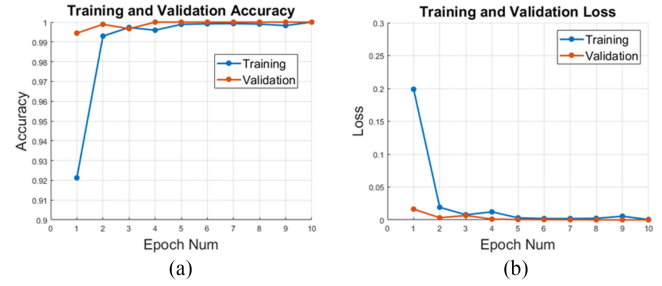 Training and Validation Accuracy
1
0.99
0.98
0.97
0.96
0.95
0.94
0.93
0.92
0.91
0.9
Accuracy
Training
Validation
0 1 2 3 4 5 6 7 8 9 10
Epoch Num
(a)
Training and Validation Loss
0.3
0.25
0.2
0.15
0.1
0.05
0
Loss
Training
Validation
0 1 2 3 4 5 6 7 8 9 10
Epoch Num
(b)